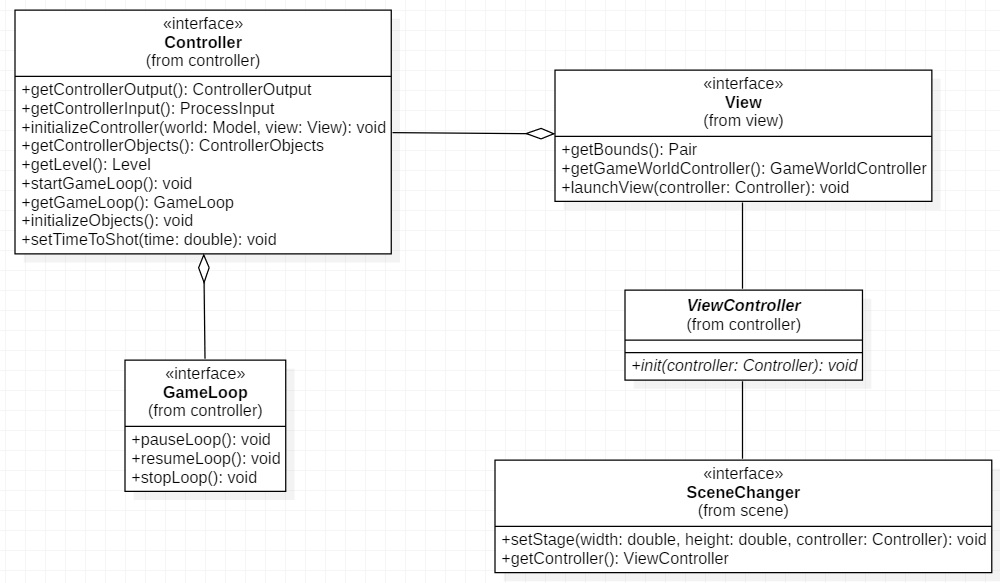 «interface»
Controller
(from controller)
+getControllerOutput(): ControllerOutput
+getControllerInput(): ProcessInput
+initializeController(world: Model, view: View): void
+getControllerObjects(): ControllerObjects
+getLevel(): Level
+startGameLoop(): void
+getGameLoop(): GameLoop
+initializeObjects(): void
+setTimeToShot(time: double): void
«interface»
View
(from view)
+getBounds(): Pair
+getGameWorldController(): GameWorldController
+launchView(controller: Controller): void
ViewController
(from controller)
+init(controller: Controller): void
«interface»
GameLoop
(from controller)
+pauseLoop(): void
+resumeLoop(): void
+stopLoop(): void
«interface»
SceneChanger
(from scene)
+setStage(width: double, height: double, controller: Controller): void
+getController(): ViewController